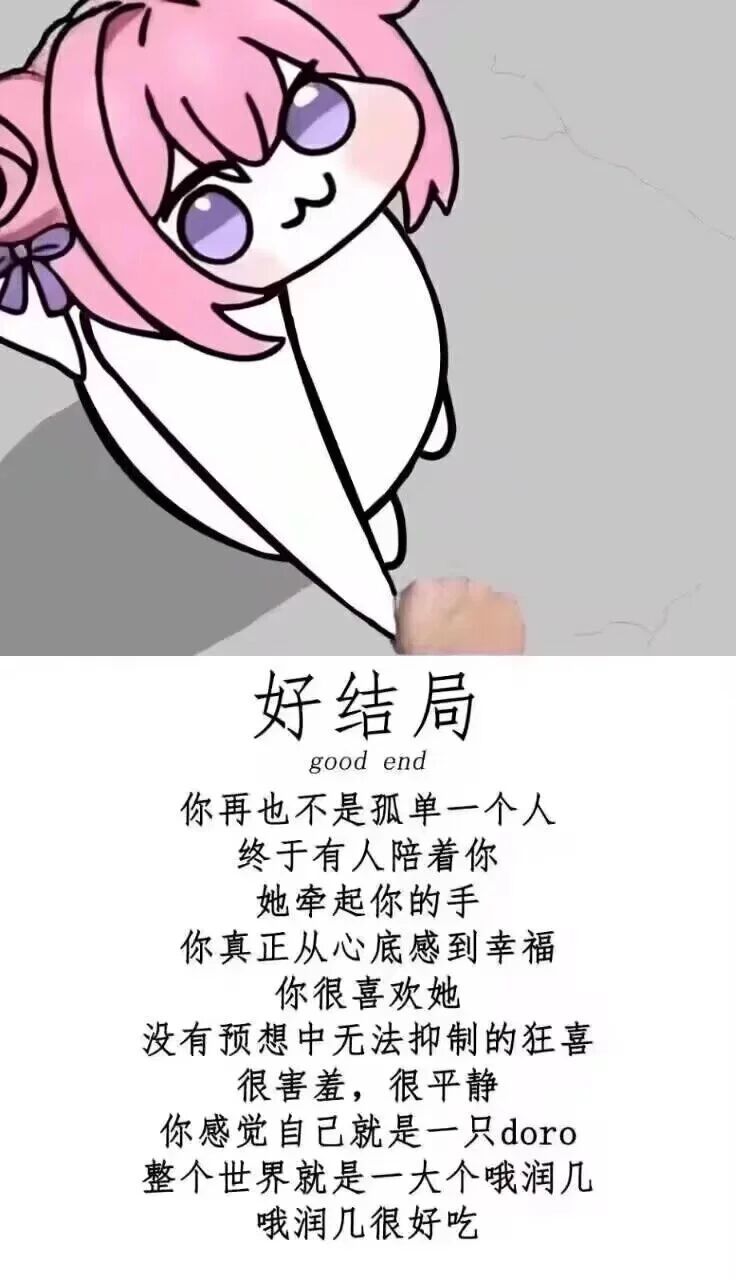 好结局
good end
你再也不是孤单一个人
终于有人陪着你
她牵起你的手
你真正从心底感到幸福
你很喜欢她
没有预想中无法抑制的狂喜
很害羞，很平静
你感觉自己就是一只doro
整个世界就是一大个哦润几
哦润几很好吃